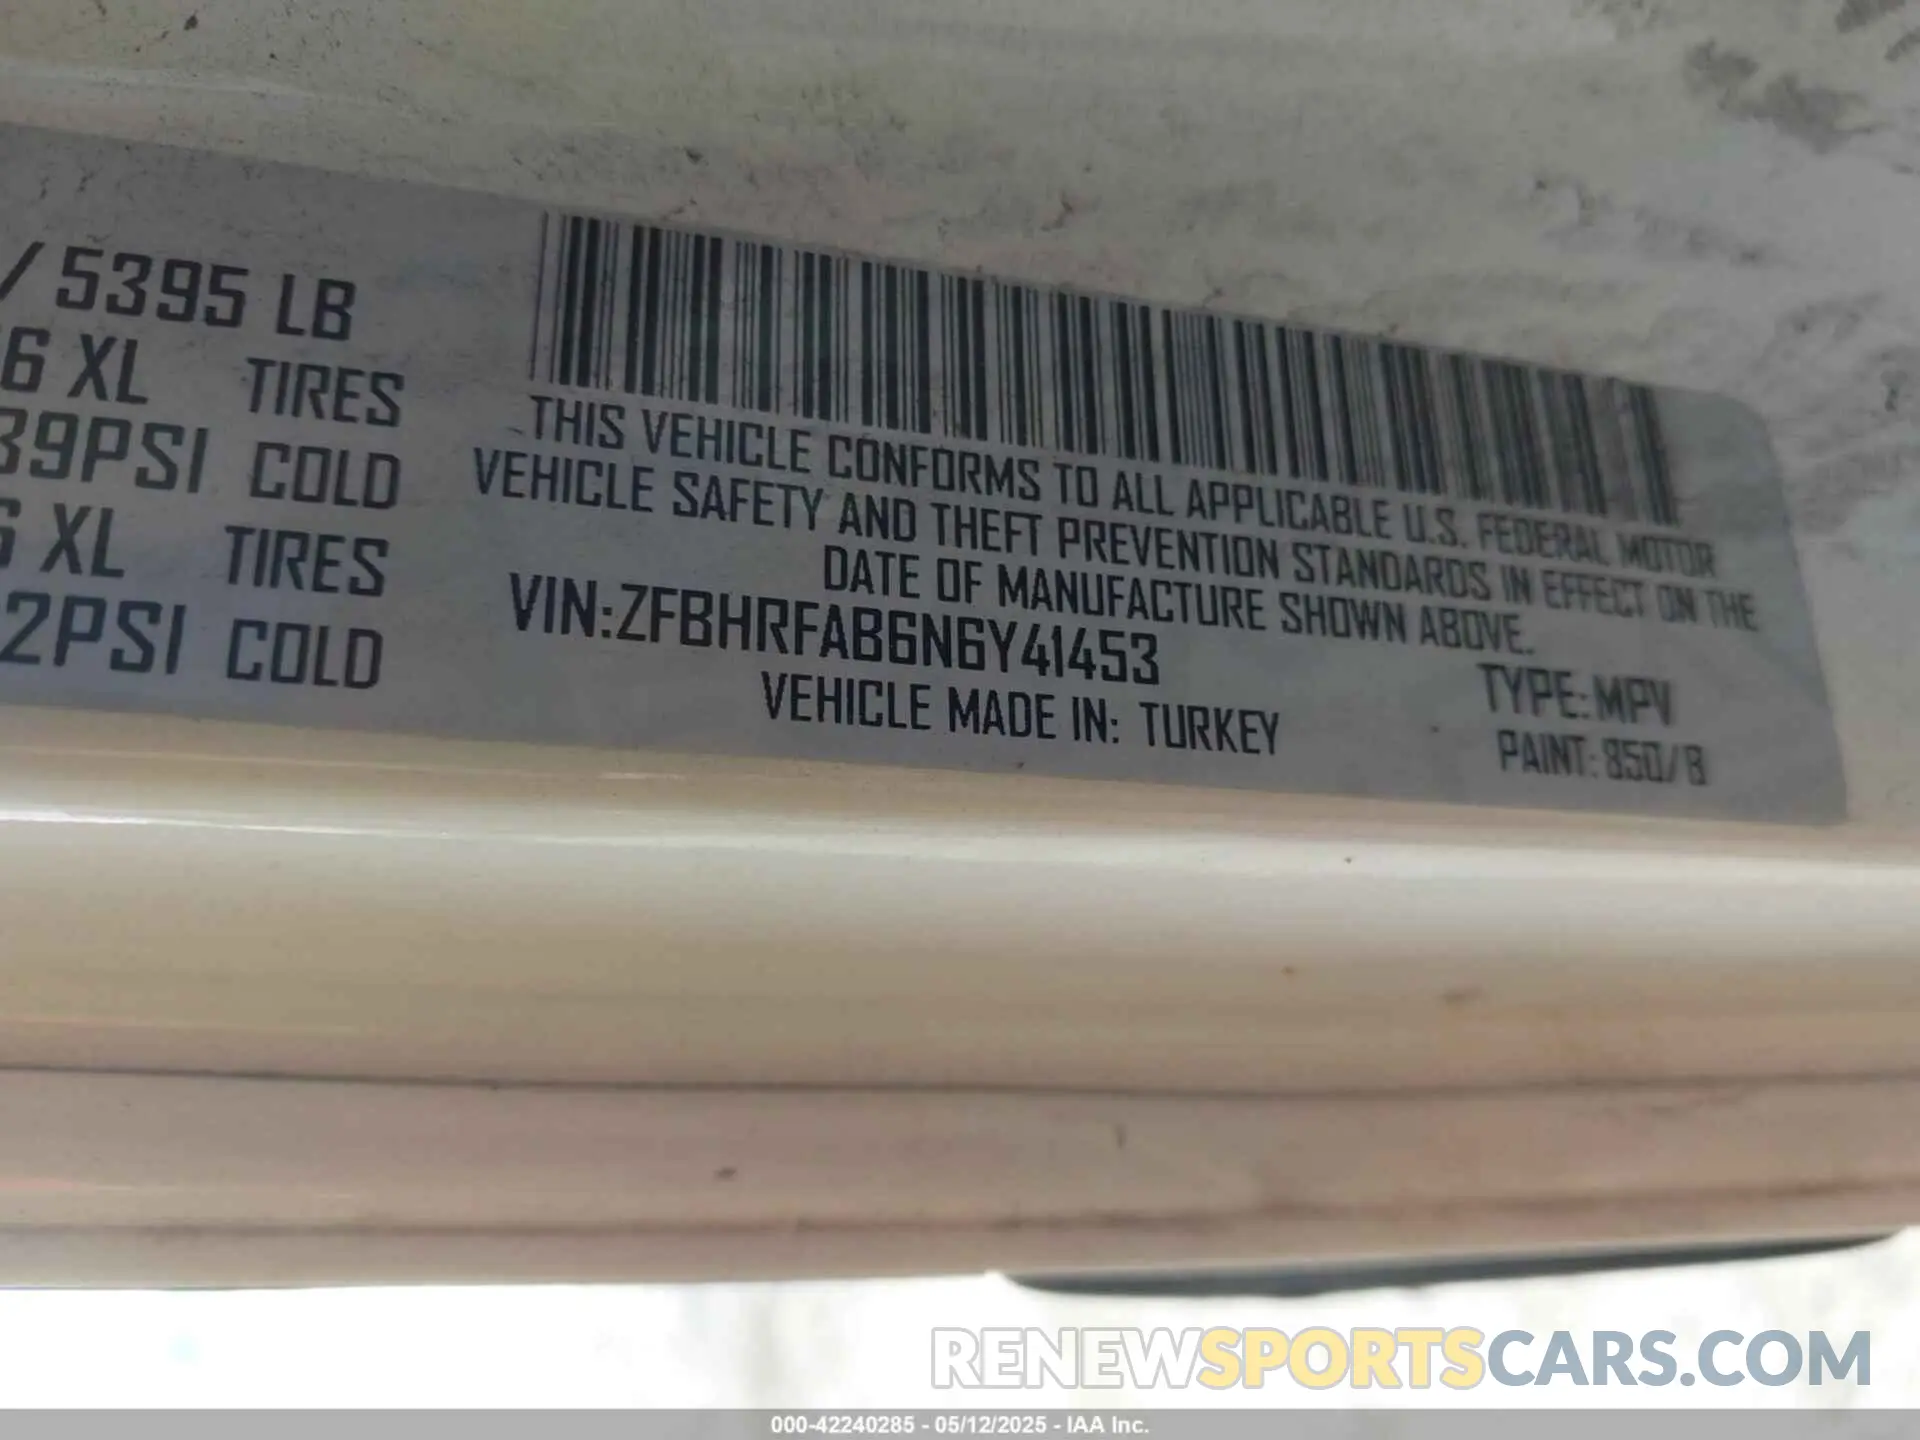 / 5395 LB
6 XL TIRES
39PSI COLD
XL TIRES
2PSI COLD
THIS VEHICLE CONFORMS TO ALL APPLICABLE U.S. FEDERAL MOTOR
VEHICLE SAFETY AND THEFT PREVENTION STANDARDS IN EFFECT ON THE
DATE OF MANUFACTURE SHOWN ABOVE.
VIN:ZFBHRFAB6N6Y41453
TYPE: MPV
VEHICLE MADE IN: TURKEY
PAINT: 850/B
RENEWSPORTSCARS.COM
000-42240285 - 05/12/2025 - IAA Inc.